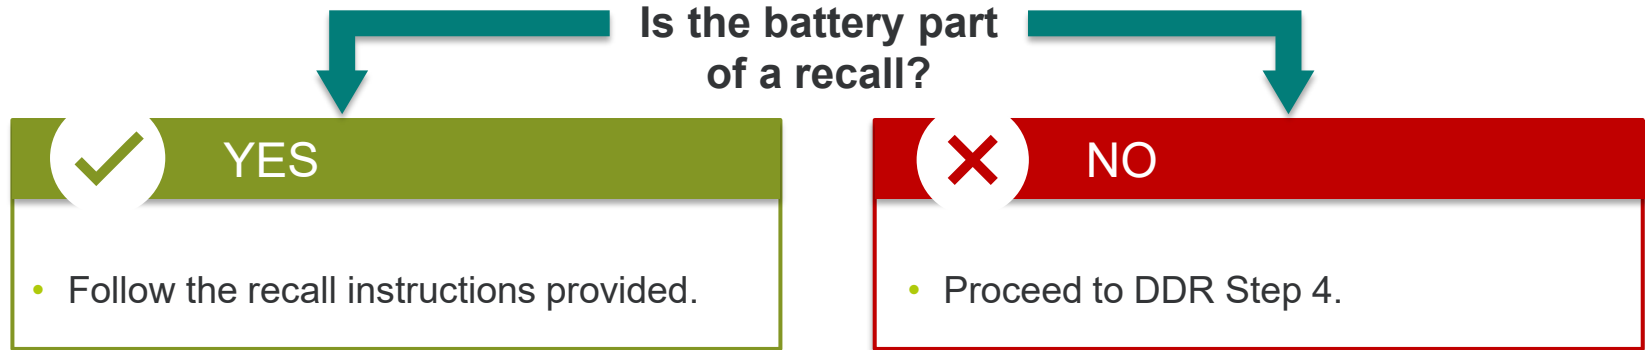 Is the battery part
of a recall?
YES
• Follow the recall instructions provided.
NO
• Proceed to DDR Step 4.